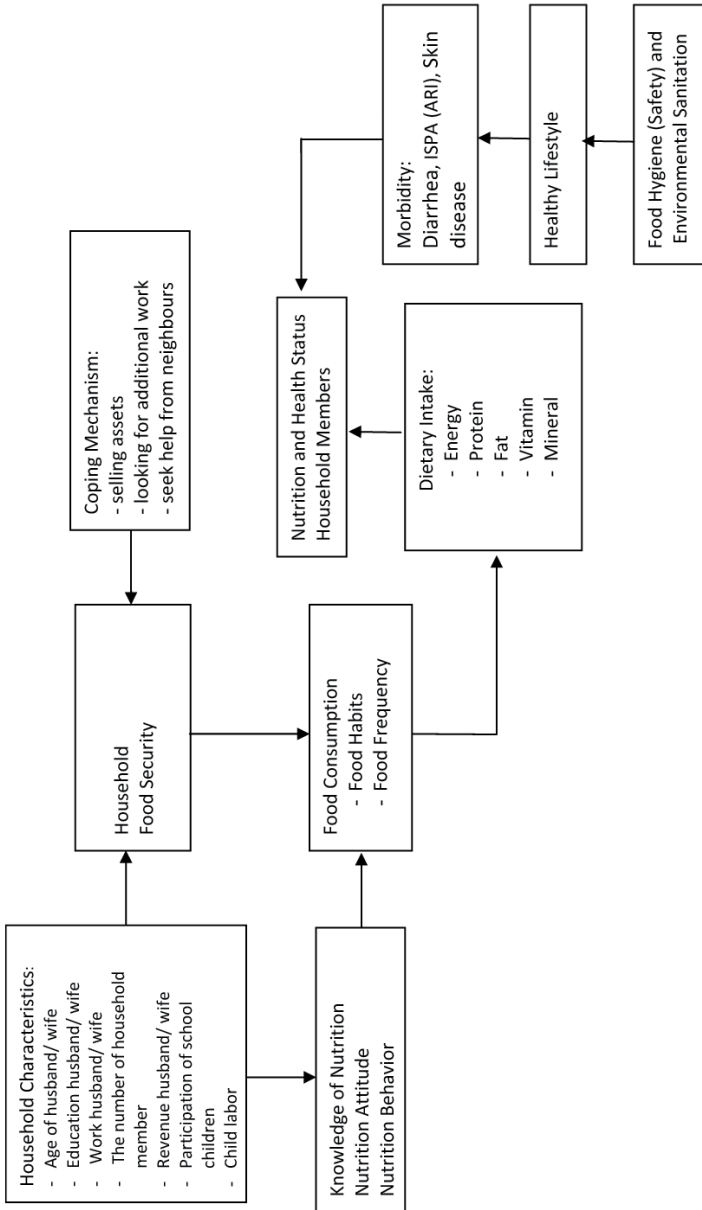 Household Characteristics:
- Age of husband/ wife
- Education husband/ wife
- Work husband/ wife
- The number of household
member
- Revenue husband/ wife
- Participation of school
children
- Child labor
Household
Food Security
Coping Mechanism:
- selling assets
- looking for additional work
- seek help from neighbours
Knowledge of Nutrition
Nutrition Attitude
Nutrition Behavior
Food Consumption
- Food Habits
- Food Frequency
Nutrition and Health Status
Household Members
Dietary Intake:
- Energy
- Protein
- Fat
- Vitamin
- Mineral
Morbidity:
Diarrhea, ISPA (ARI), Skin
disease
Healthy Lifestyle
Food Hygiene (Safety) and
Environmental Sanitation